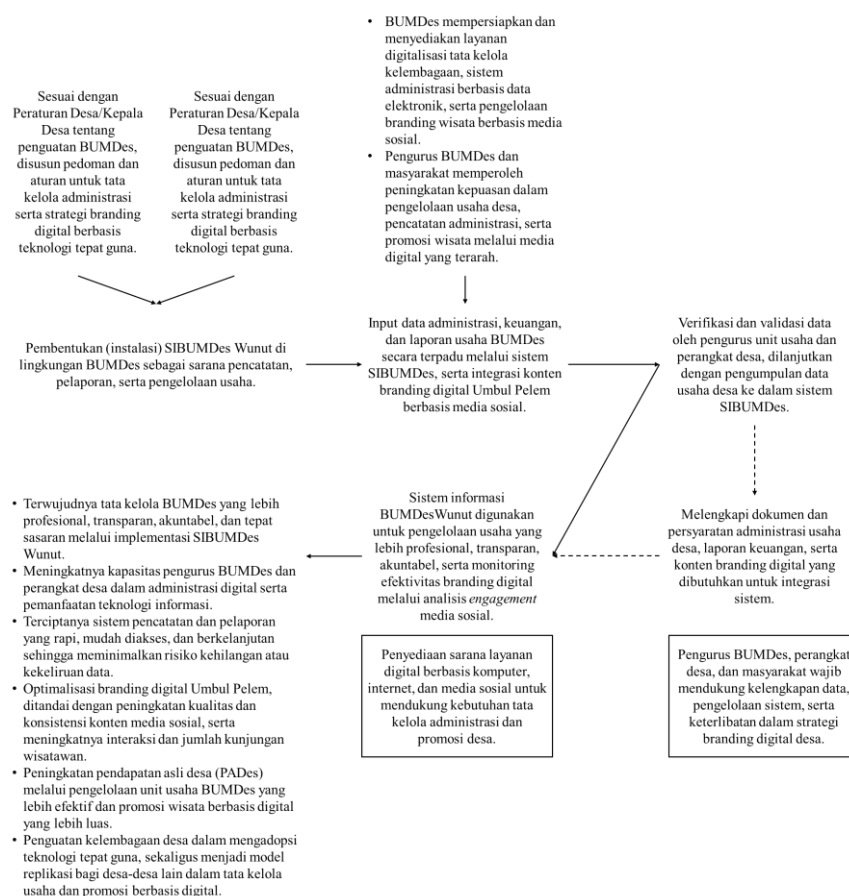 Sesuai dengan
Peraturan Desa/Kepala
Desa tentang
penguatan BUMDes,
disusun pedoman dan
aturan untuk tata
kelola administrasi
serta strategi branding
digital berbasis
teknologi tepat guna.
Sesuai dengan
Peraturan Desa/Kepala
Desa tentang
penguatan BUMDes,
disusun pedoman dan
aturan untuk tata
kelola administrasi
serta strategi branding
digital berbasis
teknologi tepat guna.
• BUMDes mempersiapkan dan
menyediakan layanan
digitalisasi tata kelola
kelembagaan, sistem
administrasi berbasis data
elektronik, serta pengelolaan
branding wisata berbasis media
sosial.
• Pengurus BUMDes dan
masyarakat memperoleh
peningkatan kepuasan dalam
pengelolaan usaha desa,
pencatatan administrasi, serta
promosi wisata melalui media
digital yang terarah.
Pembentukan (instalasi) SIBUMDes Wunut di
lingkungan BUMDes sebagai sarana pencatatan,
pelaporan, serta pengelolaan usaha.
Input data administrasi, keuangan,
dan laporan usaha BUMDes
secara terpadu melalui sistem
SIBUMDes, serta integrasi konten
branding digital Umbul Pelem
berbasis media sosial.
Verifikasi dan validasi data
oleh pengurus unit usaha dan
perangkat desa, dilanjutkan
dengan pengumpulan data
usaha desa ke dalam sistem
SIBUMDes.
• Terwujudnya tata kelola BUMDes yang lebih
profesional, transparan, akuntabel, dan tepat
sasaran melalui implementasi SIBUMDes
Wunut.
• Meningkatnya kapasitas pengurus BUMDes dan
perangkat desa dalam administrasi digital serta
pemanfaatan teknologi informasi.
• Terciptanya sistem pencatatan dan pelaporan
yang rapi, mudah diakses, dan berkelanjutan
sehingga meminimalkan risiko kehilangan atau
kekeliruan data.
• Optimalisasi branding digital Umbul Pelem,
ditandai dengan peningkatan kualitas dan
konsistensi konten media sosial, serta
meningkatnya interaksi dan jumlah kunjungan
wisatawan.
• Peningkatan pendapatan asli desa (PADes)
melalui pengelolaan unit usaha BUMDes yang
lebih efektif dan promosi wisata berbasis digital
yang lebih luas.
• Penguatan kelembagaan desa dalam mengadopsi
teknologi tepat guna, sekaligus menjadi model
replikasi bagi desa-desa lain dalam tata kelola
usaha dan promosi berbasis digital.
Sistem informasi
BUMDesWunut digunakan
untuk pengelolaan usaha yang
lebih profesional, transparan,
akuntabel, serta monitoring
efektivitas branding digital
melalui analisis engagement
media sosial.
Penyediaan sarana layanan
digital berbasis komputer,
internet, dan media sosial untuk
mendukung kebutuhan tata
kelola administrasi dan
promosi desa.
Melengkapi dokumen dan
persyaratan administrasi usaha
desa, laporan keuangan, serta
konten branding digital yang
dibutuhkan untuk integrasi
sistem.
Pengurus BUMDes, perangkat
desa, dan masyarakat wajib
mendukung kelengkapan data,
pengelolaan sistem, serta
keterlibatan dalam strategi
branding digital desa.